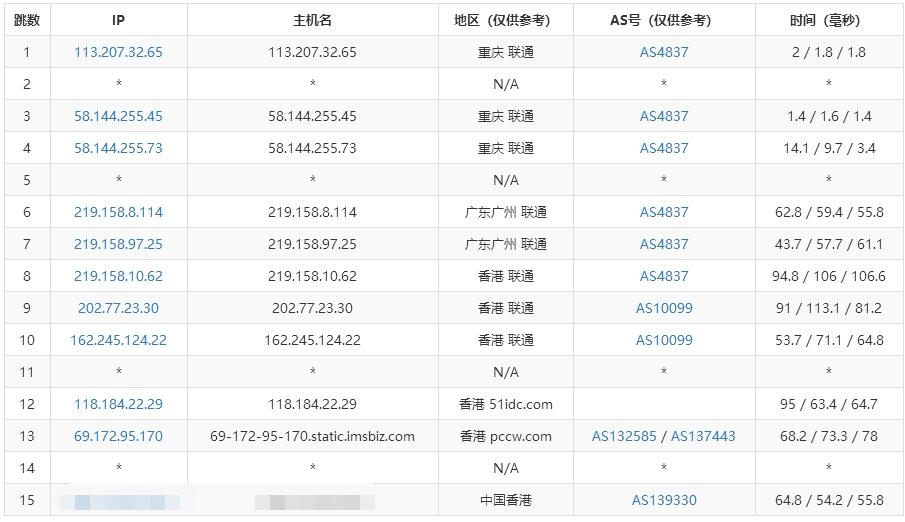 跳数 IP 主机名 地区（仅供参考） AS号（仅供参考） 时间（毫秒）
1 113.207.32.65 113.207.32.65 重庆 联通 AS4837 2 / 1.8 / 1.8
2 * * N/A * *
3 58.144.255.45 58.144.255.45 重庆 联通 AS4837 1.4 / 1.6 / 1.4
4 58.144.255.73 58.144.255.73 重庆 联通 AS4837 14.1 / 9.7 / 3.4
5 * * N/A * *
6 219.158.8.114 219.158.8.114 广东广州 联通 AS4837 62.8 / 59.4 / 55.8
7 219.158.97.25 219.158.97.25 广东广州 联通 AS4837 43.7 / 57.7 / 61.1
8 219.158.10.62 219.158.10.62 香港 联通 AS4837 94.8 / 106 / 106.6
9 202.77.23.30 202.77.23.30 香港 联通 AS10099 91 / 113.1 / 81.2
10 162.245.124.22 162.245.124.22 香港 联通 AS10099 53.7 / 71.1 / 64.8
11 * * N/A * *
12 118.184.22.29 118.184.22.29 香港 51idc.com 95 / 63.4 / 64.7
13 69.172.95.170 69-172-95-170.static.imsbiz.com 香港 pccw.com AS132585 / AS137443 68.2 / 73.3 / 78
14 * * N/A * *
15 中国香港 AS139330 64.8 / 54.2 / 55.8